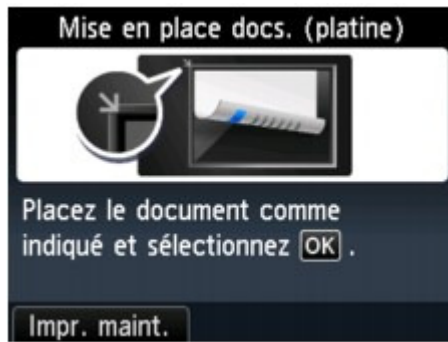 Mise en place docs. (platine)
Placez le document comme
indiqué et sélectionnez OK .
Impr. maint.